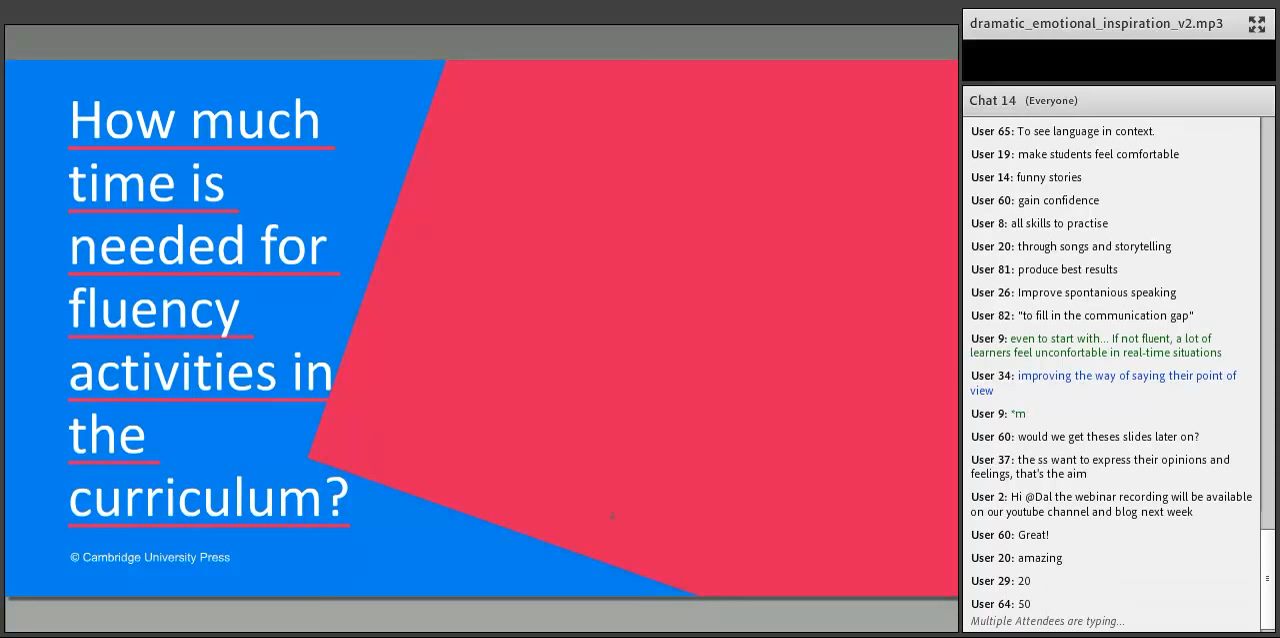 How much
time is
needed for
fluency
activities in
the
curriculum?
© Cambridge University Press
dramatic_emotional_inspiration_v2.mp3
Chat 14 (Everyone)
User 65: To see language in context.
User 19: make students feel comfortable
User 14: funny stories
User 60: gain confidence
User 8: all skills to practise
User 20: through songs and storytelling
User 81: produce best results
User 26: Improve spontanious speaking
User 82: "to fill in the communication gap"
User 9: even to start with... If not fluent, a lot of
learners feel unconfortable in real-time situations
User 34: improving the way of saying their point of
view
User 9: *m
User 60: would we get theses slides later on?
User 37: the ss want to express their opinions and
feelings, that's the aim
User 2: Hi @Dal the webinar recording will be available
on our youtube channel and blog next week
User 60: Great!
User 20: amazing
User 29: 20
User 64: 50
Multiple Attendees are typing...